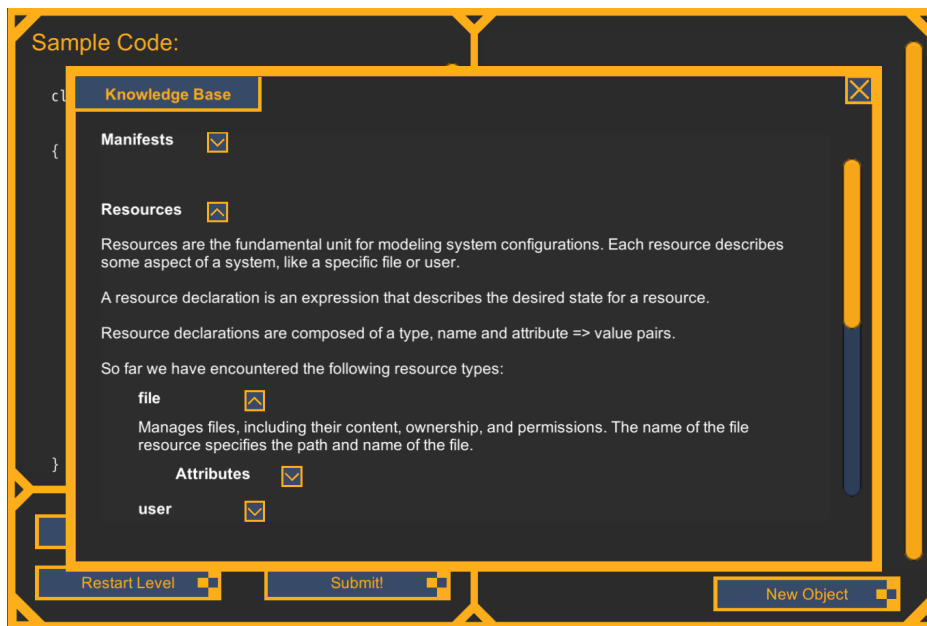 Sample Code:
cl
Knowledge Base
{
Manifests
Resources
Resources are the fundamental unit for modeling system configurations. Each resource describes
some aspect of a system, like a specific file or user.
A resource declaration is an expression that describes the desired state for a resource.
Resource declarations are composed of a type, name and attribute => value pairs.
So far we have encountered the following resource types:
file
Manages files, including their content, ownership, and permissions. The name of the file
resource specifies the path and name of the file.
}
Attributes
user
Restart Level
Submit!
New Object